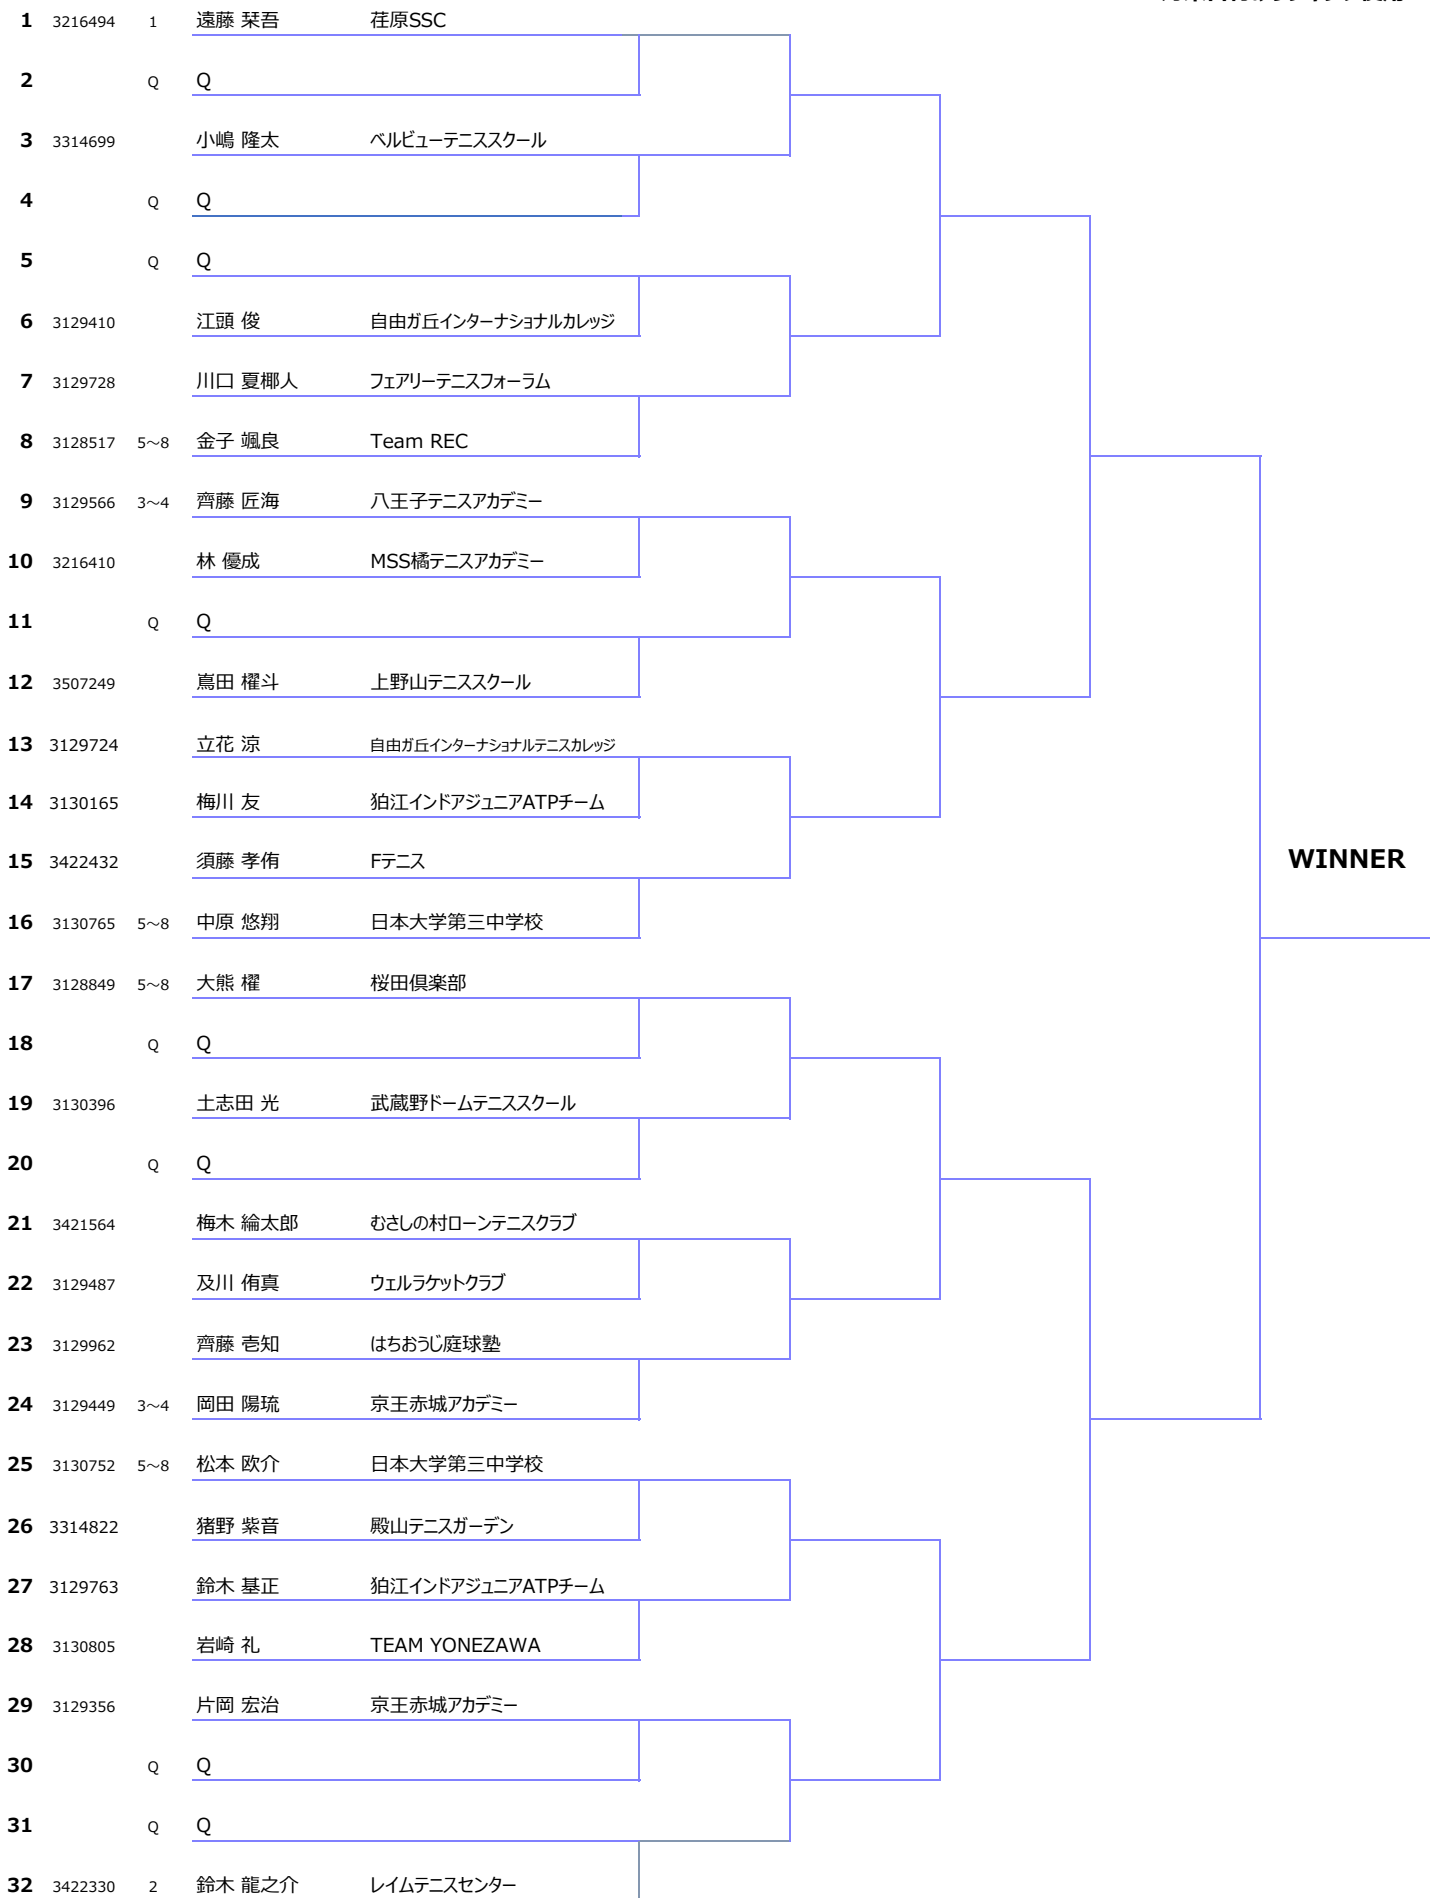 1 3216494 1 遠藤 栞吾 荏原SSC
2 Q Q
3 3314699 小嶋 隆太 ベルビューテニススクール
4 Q Q
5 Q Q
6 3129410 江頭 俊 自由ガ丘インターナショナルカレッジ
7 3129728 川口 夏椰人 フェアリーテニスフォーラム
8 3128517 5～8 金子 颯良 Team REC
9 3129566 3～4 齊藤 匠海 八王子テニスアカデミー
10 3216410 林 優成 MSS橘テニスアカデミー
11 Q Q
12 3507249 嶌田 櫂斗 上野山テニススクール
13 3129724 立花 涼 自由ガ丘インターナショナルテニスカレッジ
14 3130165 梅川 友 狛江インドアジュニアATPチーム
WINNER
15 3422432 須藤 孝侑 Fテニス
16 3130765 5～8 中原 悠翔 日本大学第三中学校
17 3128849 5～8 大熊 櫂 桜田倶楽部
18 Q Q
19 3130396 土志田 光 武蔵野ドームテニススクール
20 Q Q
21 3421564 梅木 綸太郎 むさしの村ローンテニスクラブ
22 3129487 及川 侑真 ウェルラケットクラブ
23 3129962 齊藤 壱知 はちおうじ庭球塾
24 3129449 3～4 岡田 陽琉 京王赤城アカデミー
25 3130752 5～8 松本 欧介 日本大学第三中学校
26 3314822 猪野 紫音 殿山テニスガーデン
27 3129763 鈴木 基正 狛江インドアジュニアATPチーム
28 3130805 岩崎 礼 TEAM YONEZAWA
29 3129356 片岡 宏治 京王赤城アカデミー
30 Q Q
31 Q Q
32 3422330 2 鈴木 龍之介 レイムテニスセンター